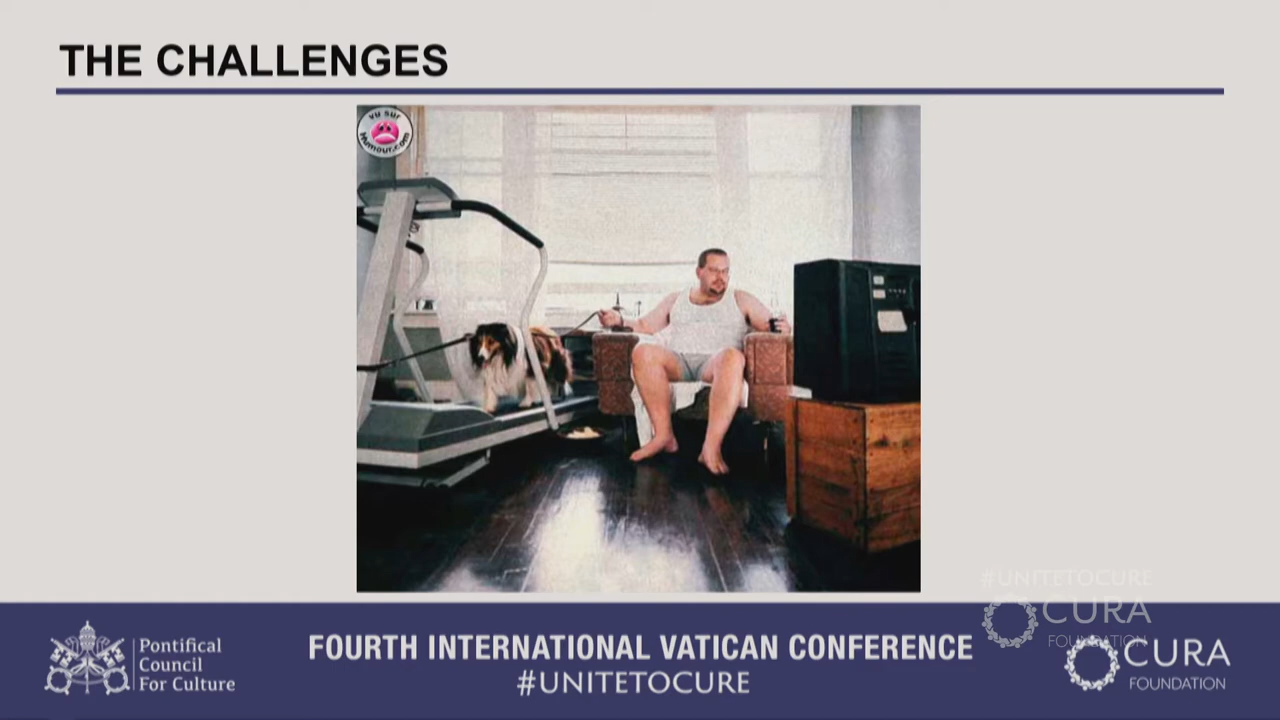 THE CHALLENGES
vu sur
Humour.com
#UNITETOCURE
CURA
FOUNDATION
Pontifical
Council
For Culture
FOURTH INTERNATIONAL VATICAN CONFERENCE
#UNITETOCURE
CURA
FOUNDATION